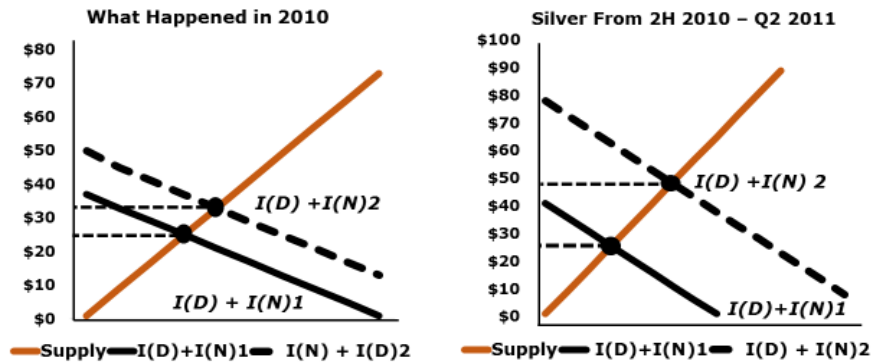 What Happened in 2010
$80
$70
$60
$50
$40
$30
$20
$10
$0
I(D) +I(N)2
I(D) + I(N)1
Supply I(D)+I(N)1 I(N) + I(D)2
Silver From 2H 2010 – Q2 2011
$100
$90
$80
$70
$60
$50
$40
$30
$20
$10
$0
I(D) +I(N) 2
I(D)+I(N)1
Supply I(D)+I(N)1 I(D) + I(N)2